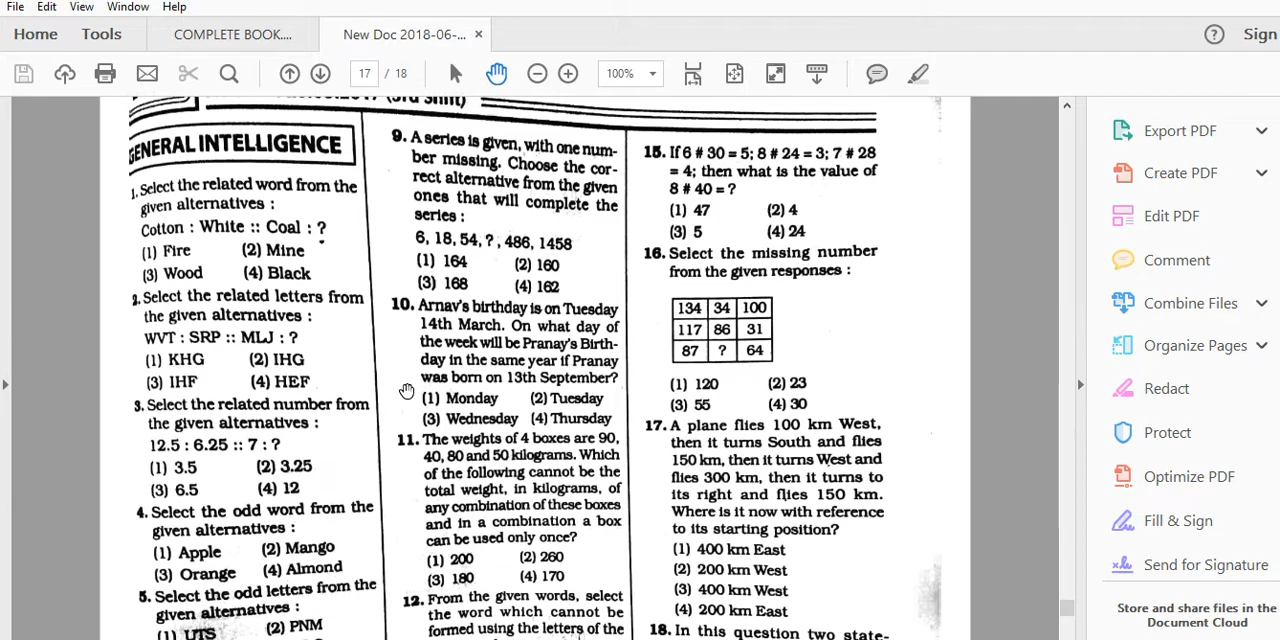 File Edit View Window Help
Home Tools COMPLETE BOOK.... New Doc 2018-06-... × Sign
17 / 18 100%
(3rd Shift)
GENERAL INTELLIGENCE
1. Select the related word from the
given alternatives :
Cotton : White :: Coal : ?
(1) Fire (2) Mine
(3) Wood (4) Black
2. Select the related letters from
the given alternatives :
WVT : SRP :: MLJ : ?
(1) KHG (2) IHG
(3) IHF (4) HEF
3. Select the related number from
the given alternatives :
12.5 : 6.25 :: 7 : ?
(1) 3.5 (2) 3.25
(3) 6.5 (4) 12
4. Select the odd word from the
given alternatives :
(1) Apple (2) Mango
(3) Orange (4) Almond
5. Select the odd letters from the
given alternatives :
(1) UTS (2) PNM
9. A series is given, with one num-
ber missing. Choose the cor-
rect alternative from the given
ones that will complete the
series :
6, 18, 54, ? , 486, 1458
(1) 164 (2) 160
(3) 168 (4) 162
10. Arnav's birthday is on Tuesday
14th March. On what day of
the week will be Pranay's Birth-
day in the same year if Pranay
was born on 13th September?
(1) Monday (2) Tuesday
(3) Wednesday (4) Thursday
11. The weights of 4 boxes are 90,
40, 80 and 50 kilograms. Which
of the following cannot be the
total weight, in kilograms, of
any combination of these boxes
and in a combination a box
can be used only once?
(1) 200 (2) 260
(3) 180 (4) 170
12. From the given words, select
the word which cannot be
formed using the letters of the
15. If 6 # 30 = 5; 8 # 24 = 3; 7 # 28
= 4; then what is the value of
8 # 40 = ?
(1) 47 (2) 4
(3) 5 (4) 24
16. Select the missing number
from the given responses :
134 34 100
117 86 31
87 ? 64
(1) 120 (2) 23
(3) 55 (4) 30
17. A plane flies 100 km West,
then it turns South and flies
150 km, then it turns West and
flies 300 km, then it turns to
its right and flies 150 km.
Where is it now with reference
to its starting position?
(1) 400 km East
(2) 200 km West
(3) 400 km West
(4) 200 km East
18. In this question two state-
Export PDF
Create PDF
Edit PDF
Comment
Combine Files
Organize Pages
Redact
Protect
Optimize PDF
Fill & Sign
Send for Signature
Store and share files in the
Document Cloud